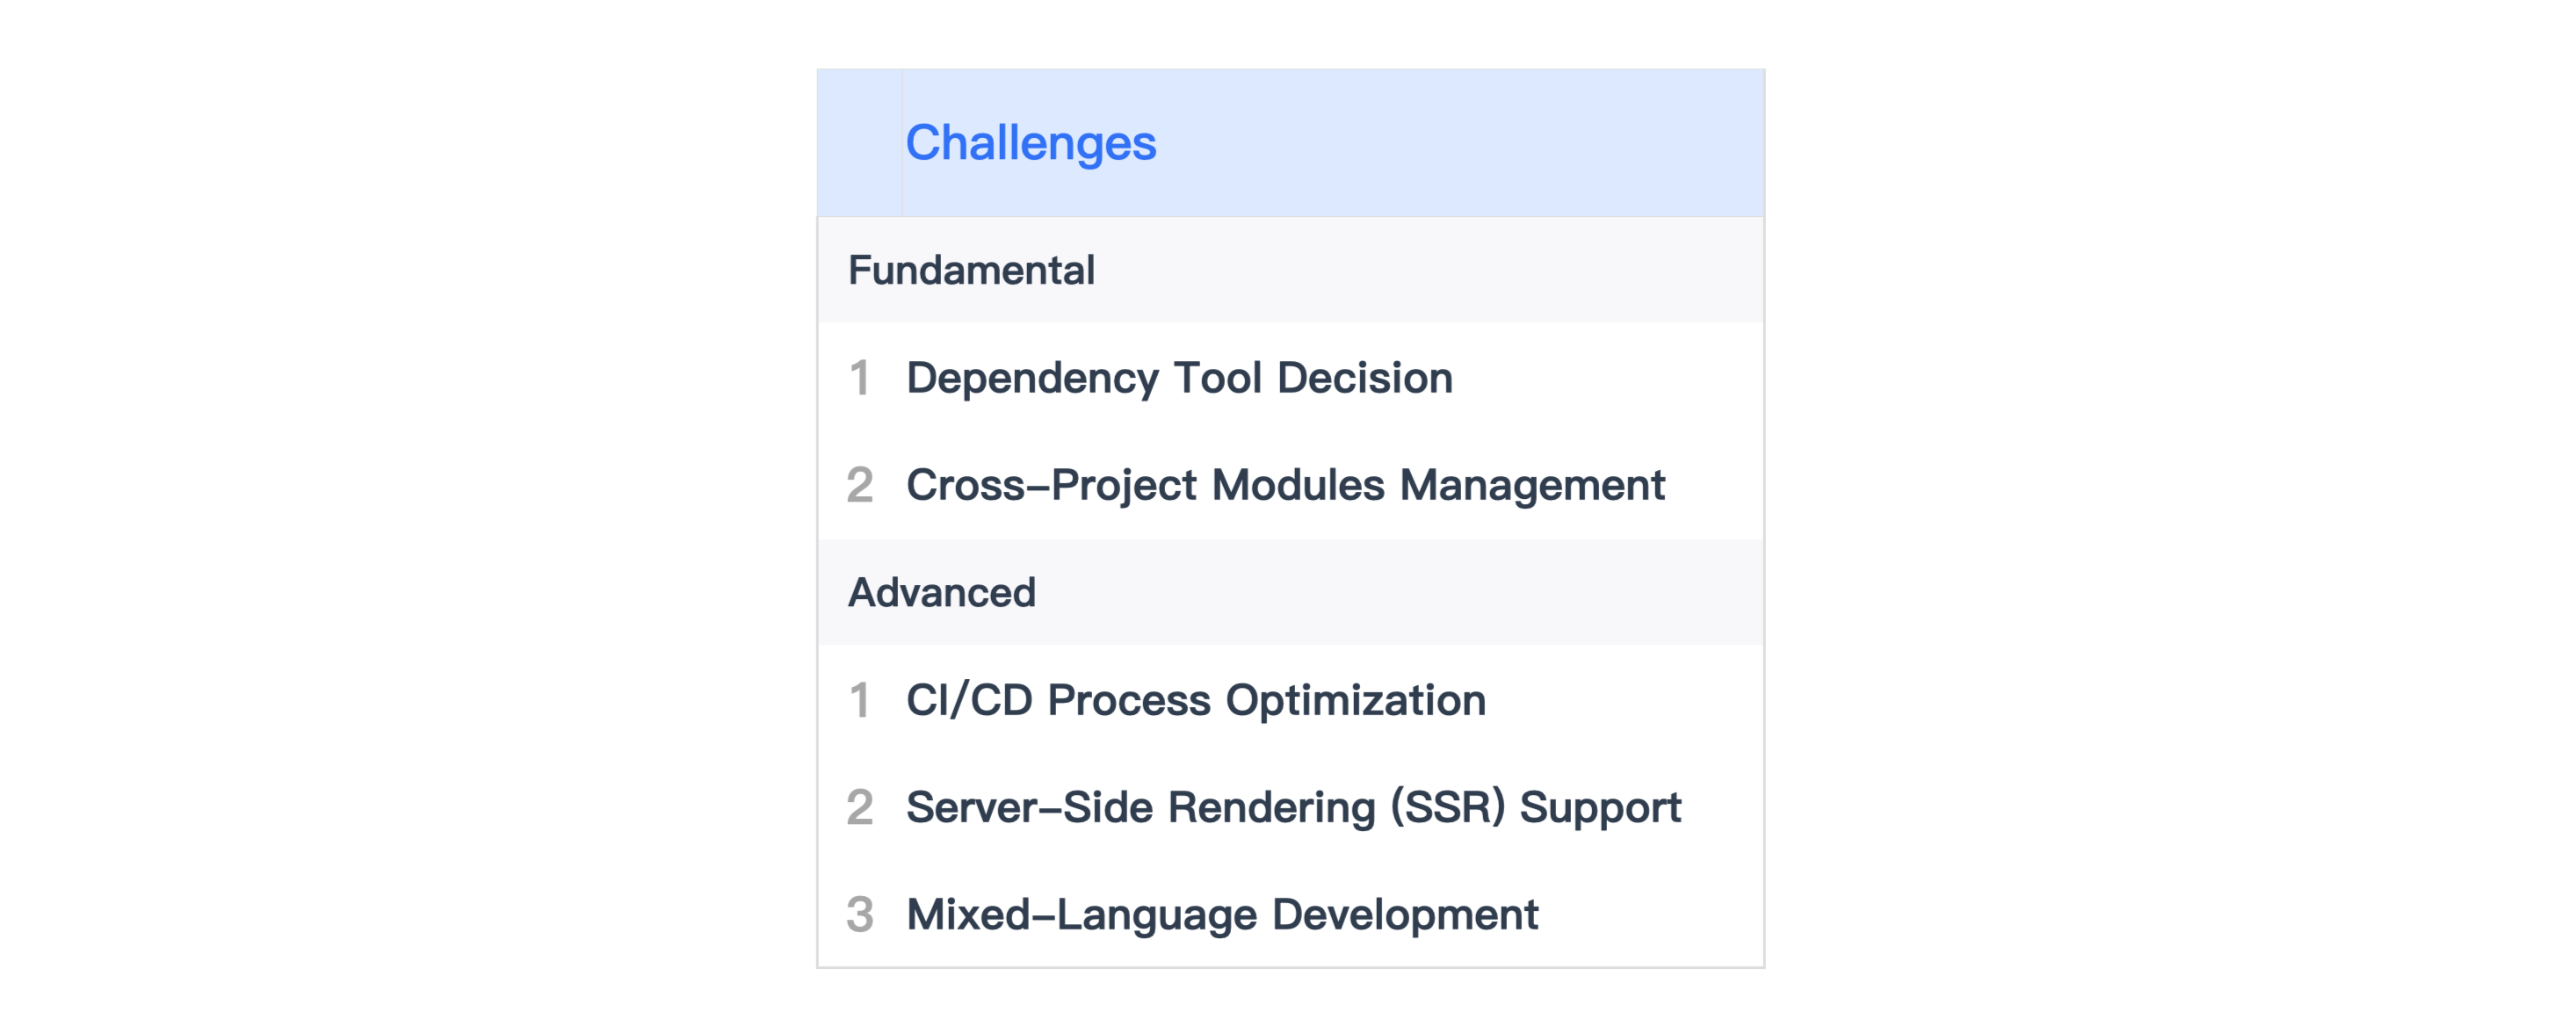 Challenges
Fundamental
1 Dependency Tool Decision
2 Cross-Project Modules Management
Advanced
1 CI/CD Process Optimization
2 Server-Side Rendering (SSR) Support
3 Mixed-Language Development